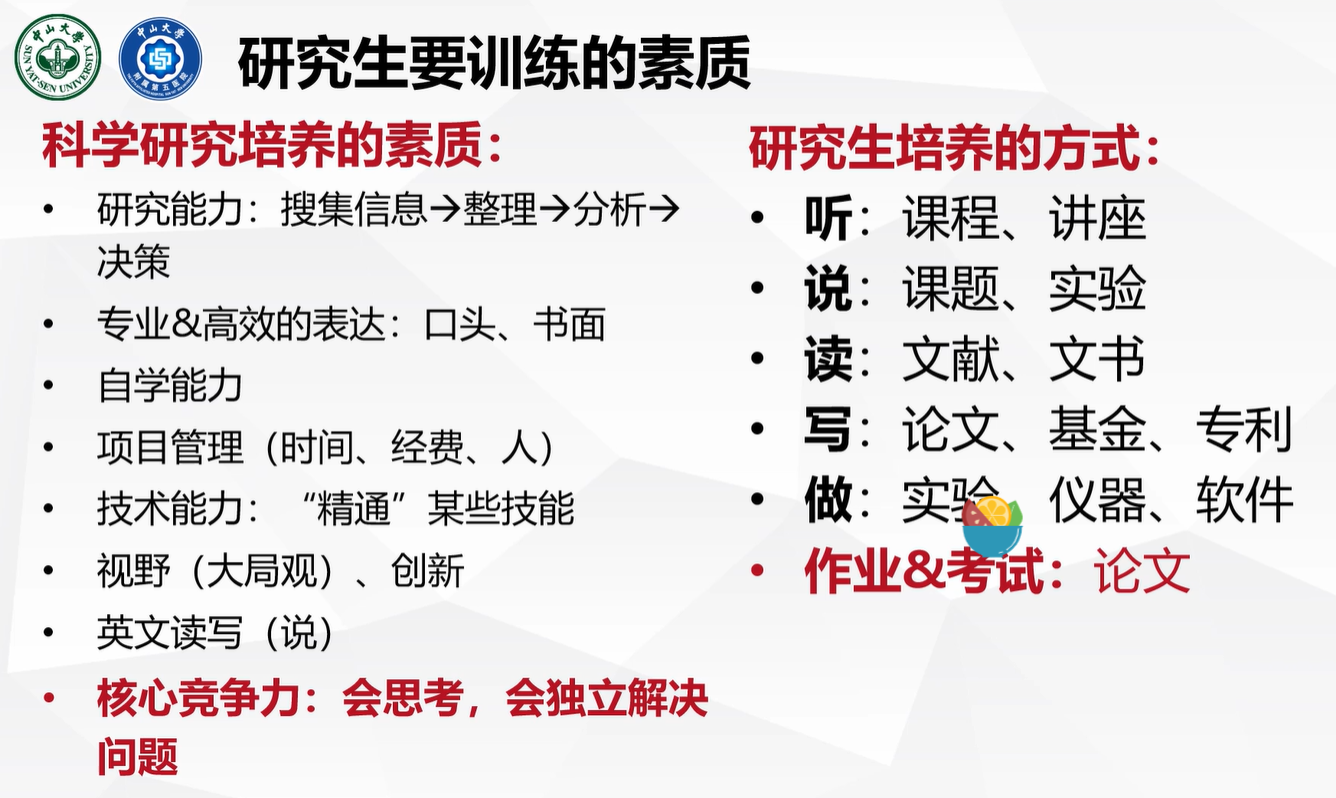 中山大学
SUN YAT-SEN UNIVERSITY
中山大学
附属第五医院
研究生要训练的素质
科学研究培养的素质：
• 研究能力：搜集信息→整理→分析→
决策
• 专业&高效的表达：口头、书面
• 自学能力
• 项目管理（时间、经费、人）
• 技术能力：“精通”某些技能
• 视野（大局观）、创新
• 英文读写（说）
• 核心竞争力：会思考，会独立解决
问题
研究生培养的方式：
• 听：课程、讲座
• 说：课题、实验
• 读：文献、文书
• 写：论文、基金、专利
• 做：实验、仪器、软件
• 作业&考试：论文